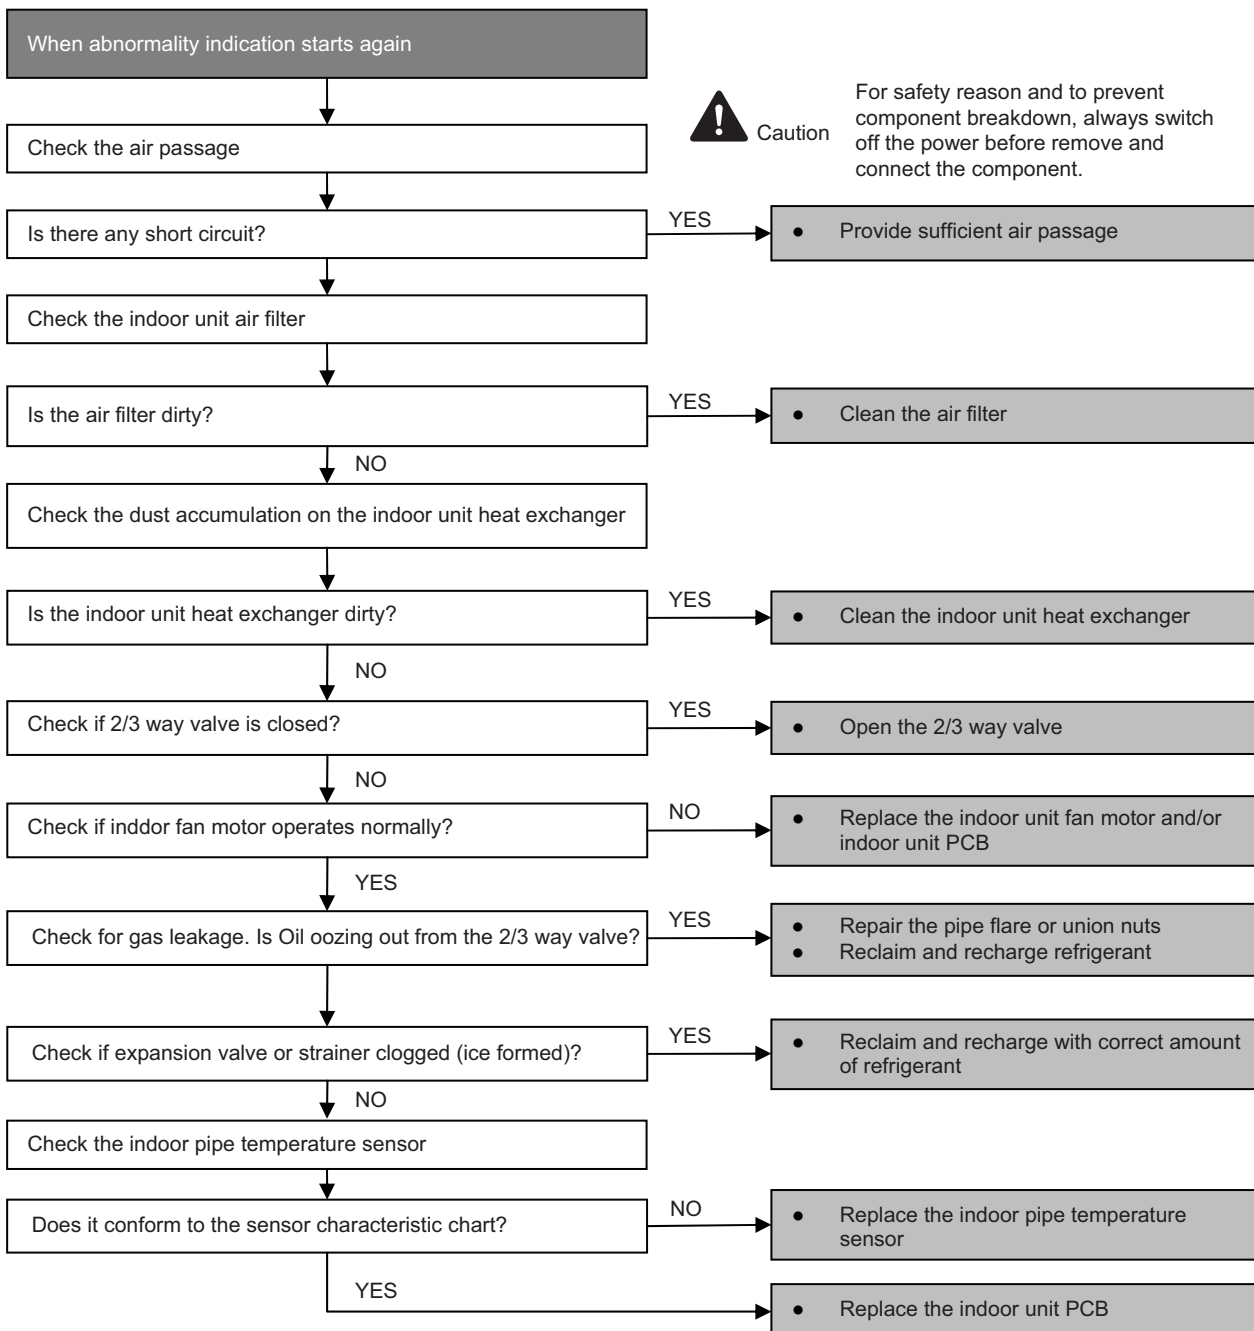 When abnormality indication starts again
For safety reason and to prevent
component breakdown, always switch
off the power before remove and
connect the component.
Caution
Check the air passage
Is there any short circuit?
YES
● Provide sufficient air passage
Check the indoor unit air filter
Is the air filter dirty?
YES
● Clean the air filter
NO
Check the dust accumulation on the indoor unit heat exchanger
Is the indoor unit heat exchanger dirty?
YES
● Clean the indoor unit heat exchanger
NO
Check if 2/3 way valve is closed?
YES
● Open the 2/3 way valve
NO
Check if inddor fan motor operates normally?
NO
● Replace the indoor unit fan motor and/or
indoor unit PCB
YES
Check for gas leakage. Is Oil oozing out from the 2/3 way valve?
YES
● Repair the pipe flare or union nuts
● Reclaim and recharge refrigerant
Check if expansion valve or strainer clogged (ice formed)?
YES
● Reclaim and recharge with correct amount
of refrigerant
NO
Check the indoor pipe temperature sensor
Does it conform to the sensor characteristic chart?
NO
● Replace the indoor pipe temperature
sensor
YES
● Replace the indoor unit PCB